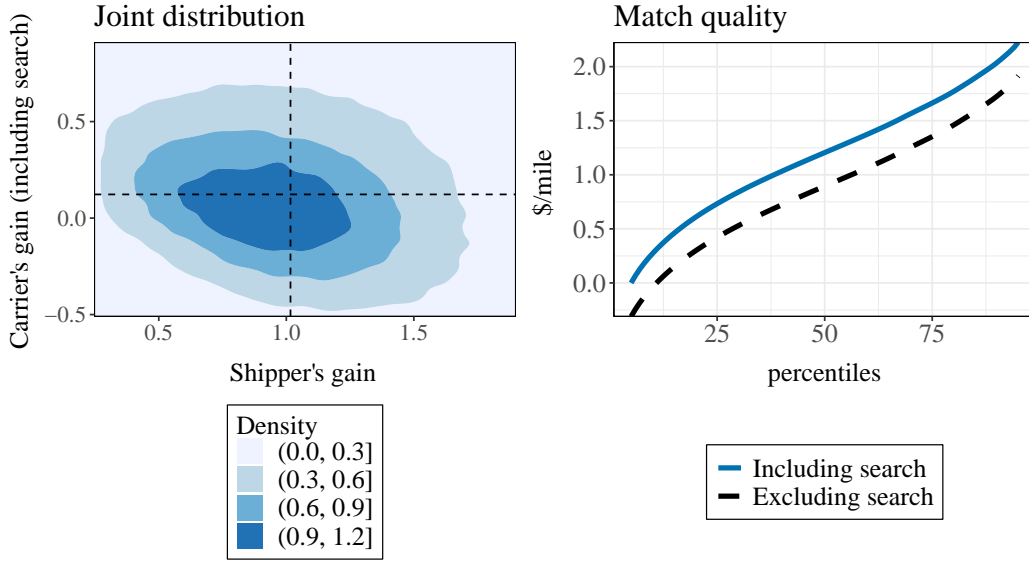 Joint distribution
Carrier's gain (including search)
0.5
0.0
−0.5
0.5
1.0
1.5
Shipper's gain
Density
(0.0, 0.3]
(0.3, 0.6]
(0.6, 0.9]
(0.9, 1.2]
Match quality
$/mile
2.0
1.5
1.0
0.5
0.0
25
50
75
percentiles
Including search
Excluding search